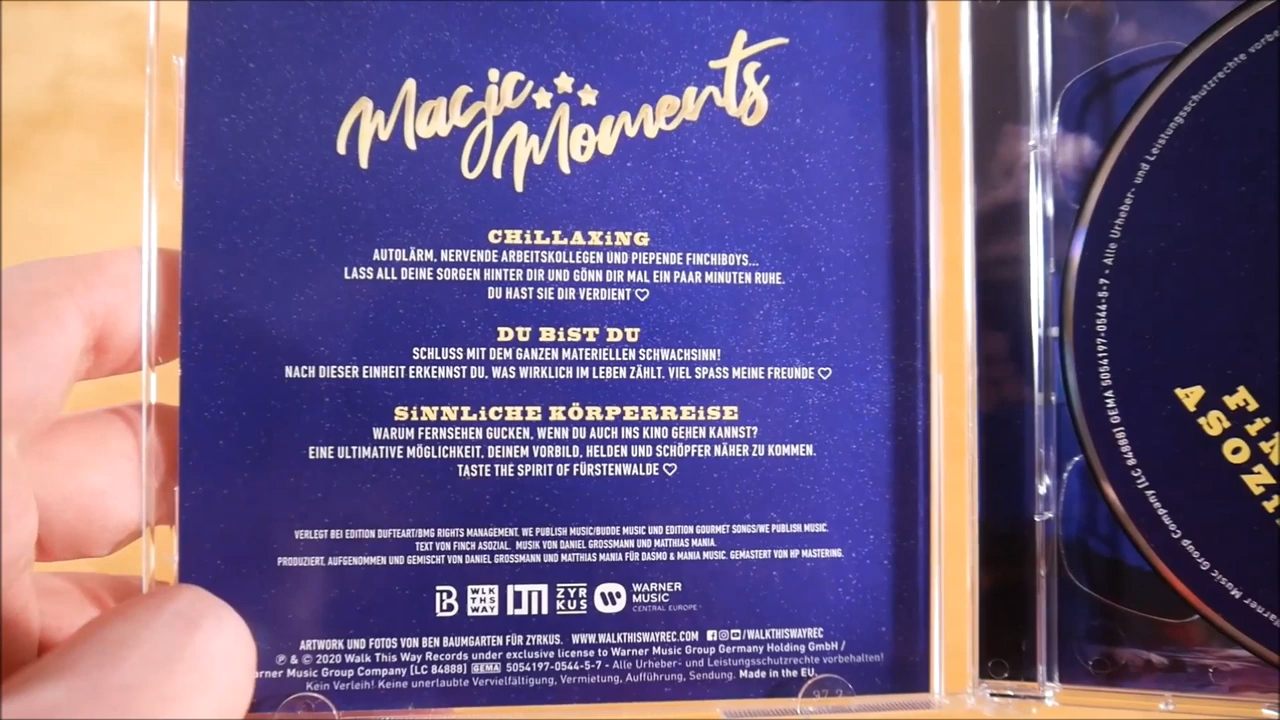 Magic
Moments
CHiLLAXiNG
AUTOLÄRM, NERVENDE ARBEITSKOLLEGEN UND PIEPENDE FINCHIBOYS...
LASS ALL DEINE SORGEN HINTER DIR UND GÖNN DIR MAL EIN PAAR MINUTEN RUHE.
DU HAST SIE DIR VERDIENT ♡
DU BiST DU
SCHLUSS MIT DEM GANZEN MATERIELLEN SCHWACHSINN!
NACH DIESER EINHEIT ERKENNST DU, WAS WIRKLICH IM LEBEN ZÄHLT. VIEL SPASS MEINE FREUNDE ♡
SiNNLiCHE KÖRPERREiSE
WARUM FERNSEHEN GUCKEN, WENN DU AUCH INS KINO GEHEN KANNST?
EINE ULTIMATIVE MÖGLICHKEIT, DEINEM VORBILD, HELDEN UND SCHÖPFER NÄHER ZU KOMMEN.
TASTE THE SPIRIT OF FÜRSTENWALDE ♡
VERLEGT BEI EDITION DUFTEART/BMG RIGHTS MANAGEMENT, WE PUBLISH MUSIC/BUDDE MUSIC UND EDITION GOURMET SONGS/WE PUBLISH MUSIC.
TEXT VON FINCH ASOZIAL. MUSIK VON DANIEL GROSSMANN UND MATTHIAS MANIA.
PRODUZIERT, AUFGENOMMEN UND GEMISCHT VON DANIEL GROSSMANN UND MATTHIAS MANIA FÜR DASMO & MANIA MUSIC. GEMASTERT VON HP MASTERING.
WLK
THS
WAY
ZYR
KUS
WARNER
MUSIC
CENTRAL EUROPE
ARTWORK UND FOTOS VON BEN BAUMGARTEN FÜR ZYRKUS. WWW.WALKTHISWAYREC.COM /WALKTHISWAYREC
℗ & © 2020 Walk This Way Records under exclusive license to Warner Music Group Germany Holding GmbH /
arner Music Group Company [LC 84888] GEMA 5054197-0544-5-7 - Alle Urheber- und Leistungsschutzrechte vorbehalten!
Kein Verleih! Keine unerlaubte Vervielfältigung, Vermietung, Aufführung, Sendung. Made in the EU.
arner Music Group Company [LC 84888] GEMA 5054197-0544-5-7 - Alle Urheber- und Leistungsschutzrechte vorbe
FiN
ASOZi